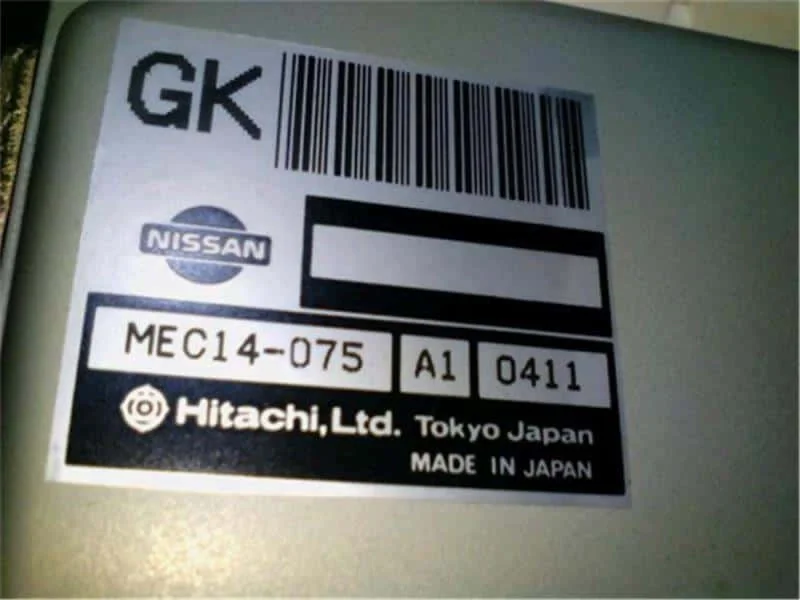 GK
NISSAN
MEC14-075 A1 0411
Hitachi, Ltd. Tokyo Japan
MADE IN JAPAN